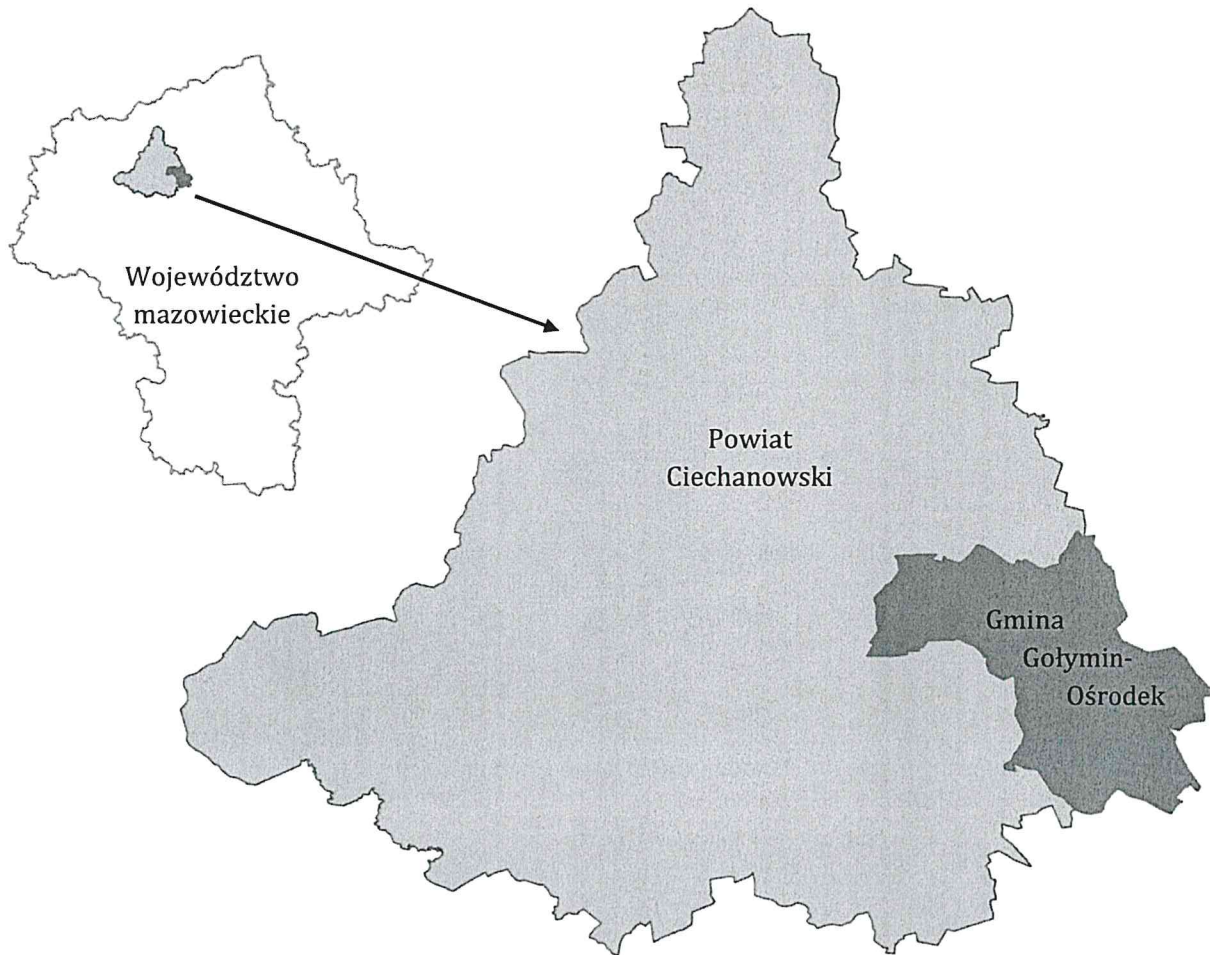 Województwo
mazowieckie
Powiat
Ciechanowski
Gmina
Gołymin-
Ośrodek